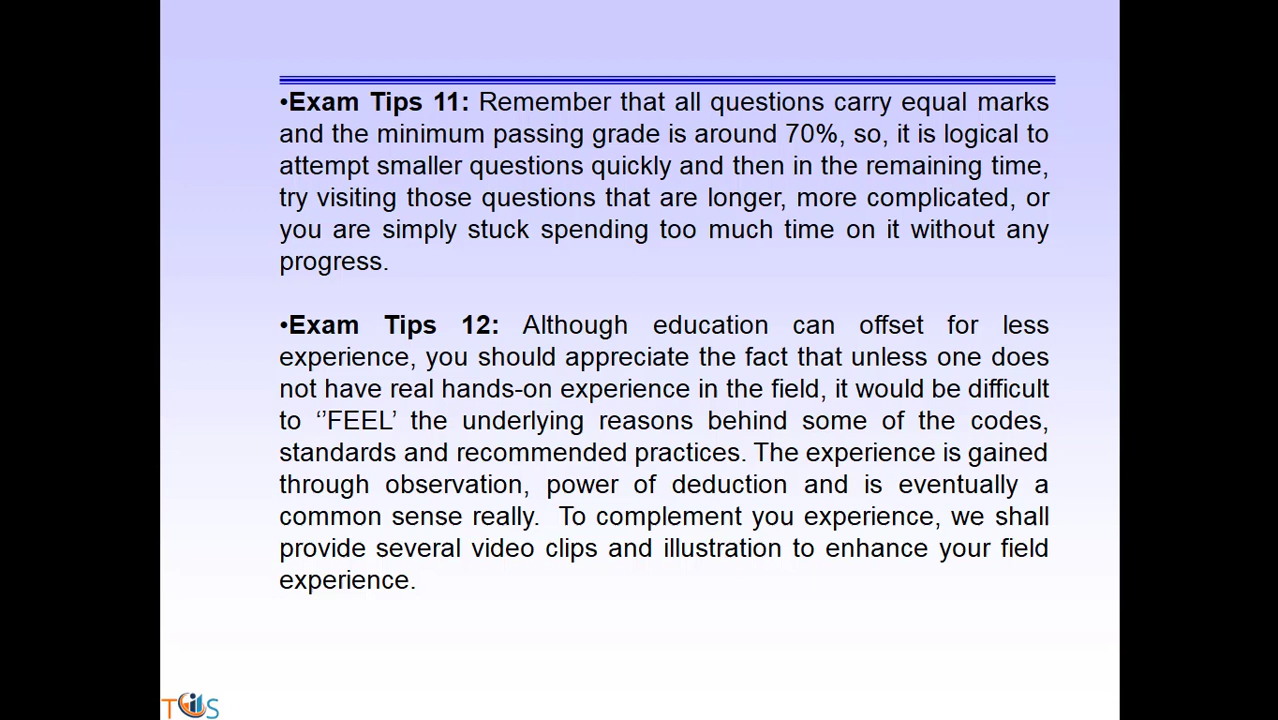 •Exam Tips 11: Remember that all questions carry equal marks
and the minimum passing grade is around 70%, so, it is logical to
attempt smaller questions quickly and then in the remaining time,
try visiting those questions that are longer, more complicated, or
you are simply stuck spending too much time on it without any
progress.
•Exam Tips 12: Although education can offset for less
experience, you should appreciate the fact that unless one does
not have real hands-on experience in the field, it would be difficult
to ‘’FEEL’ the underlying reasons behind some of the codes,
standards and recommended practices. The experience is gained
through observation, power of deduction and is eventually a
common sense really.  To complement you experience, we shall
provide several video clips and illustration to enhance your field
experience.